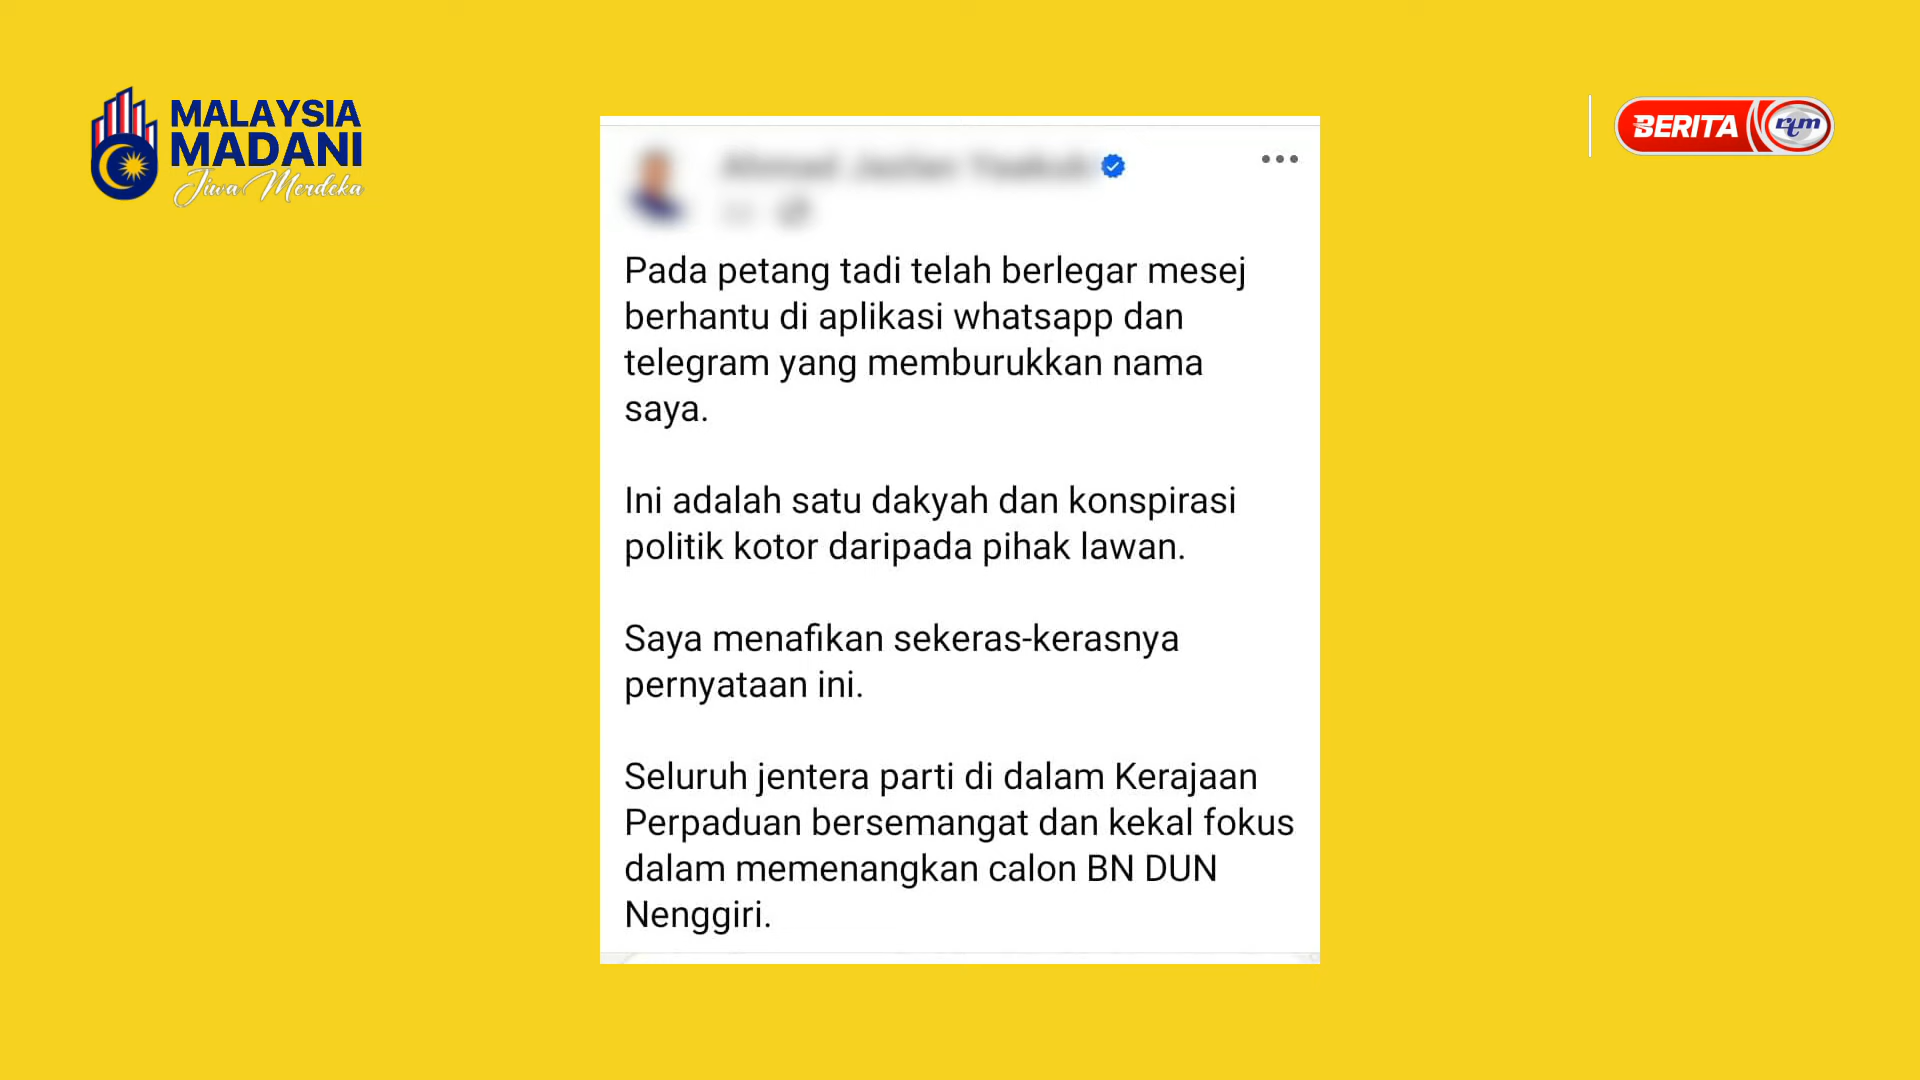 MALAYSIA
MADANI
Jiwa Merdeka
BERITA rtm
Pada petang tadi telah berlegar mesej
berhantu di aplikasi whatsapp dan
telegram yang memburukkan nama
saya.
Ini adalah satu dakyah dan konspirasi
politik kotor daripada pihak lawan.
Saya menafikan sekeras-kerasnya
pernyataan ini.
Seluruh jentera parti di dalam Kerajaan
Perpaduan bersemangat dan kekal fokus
dalam memenangkan calon BN DUN
Nenggiri.